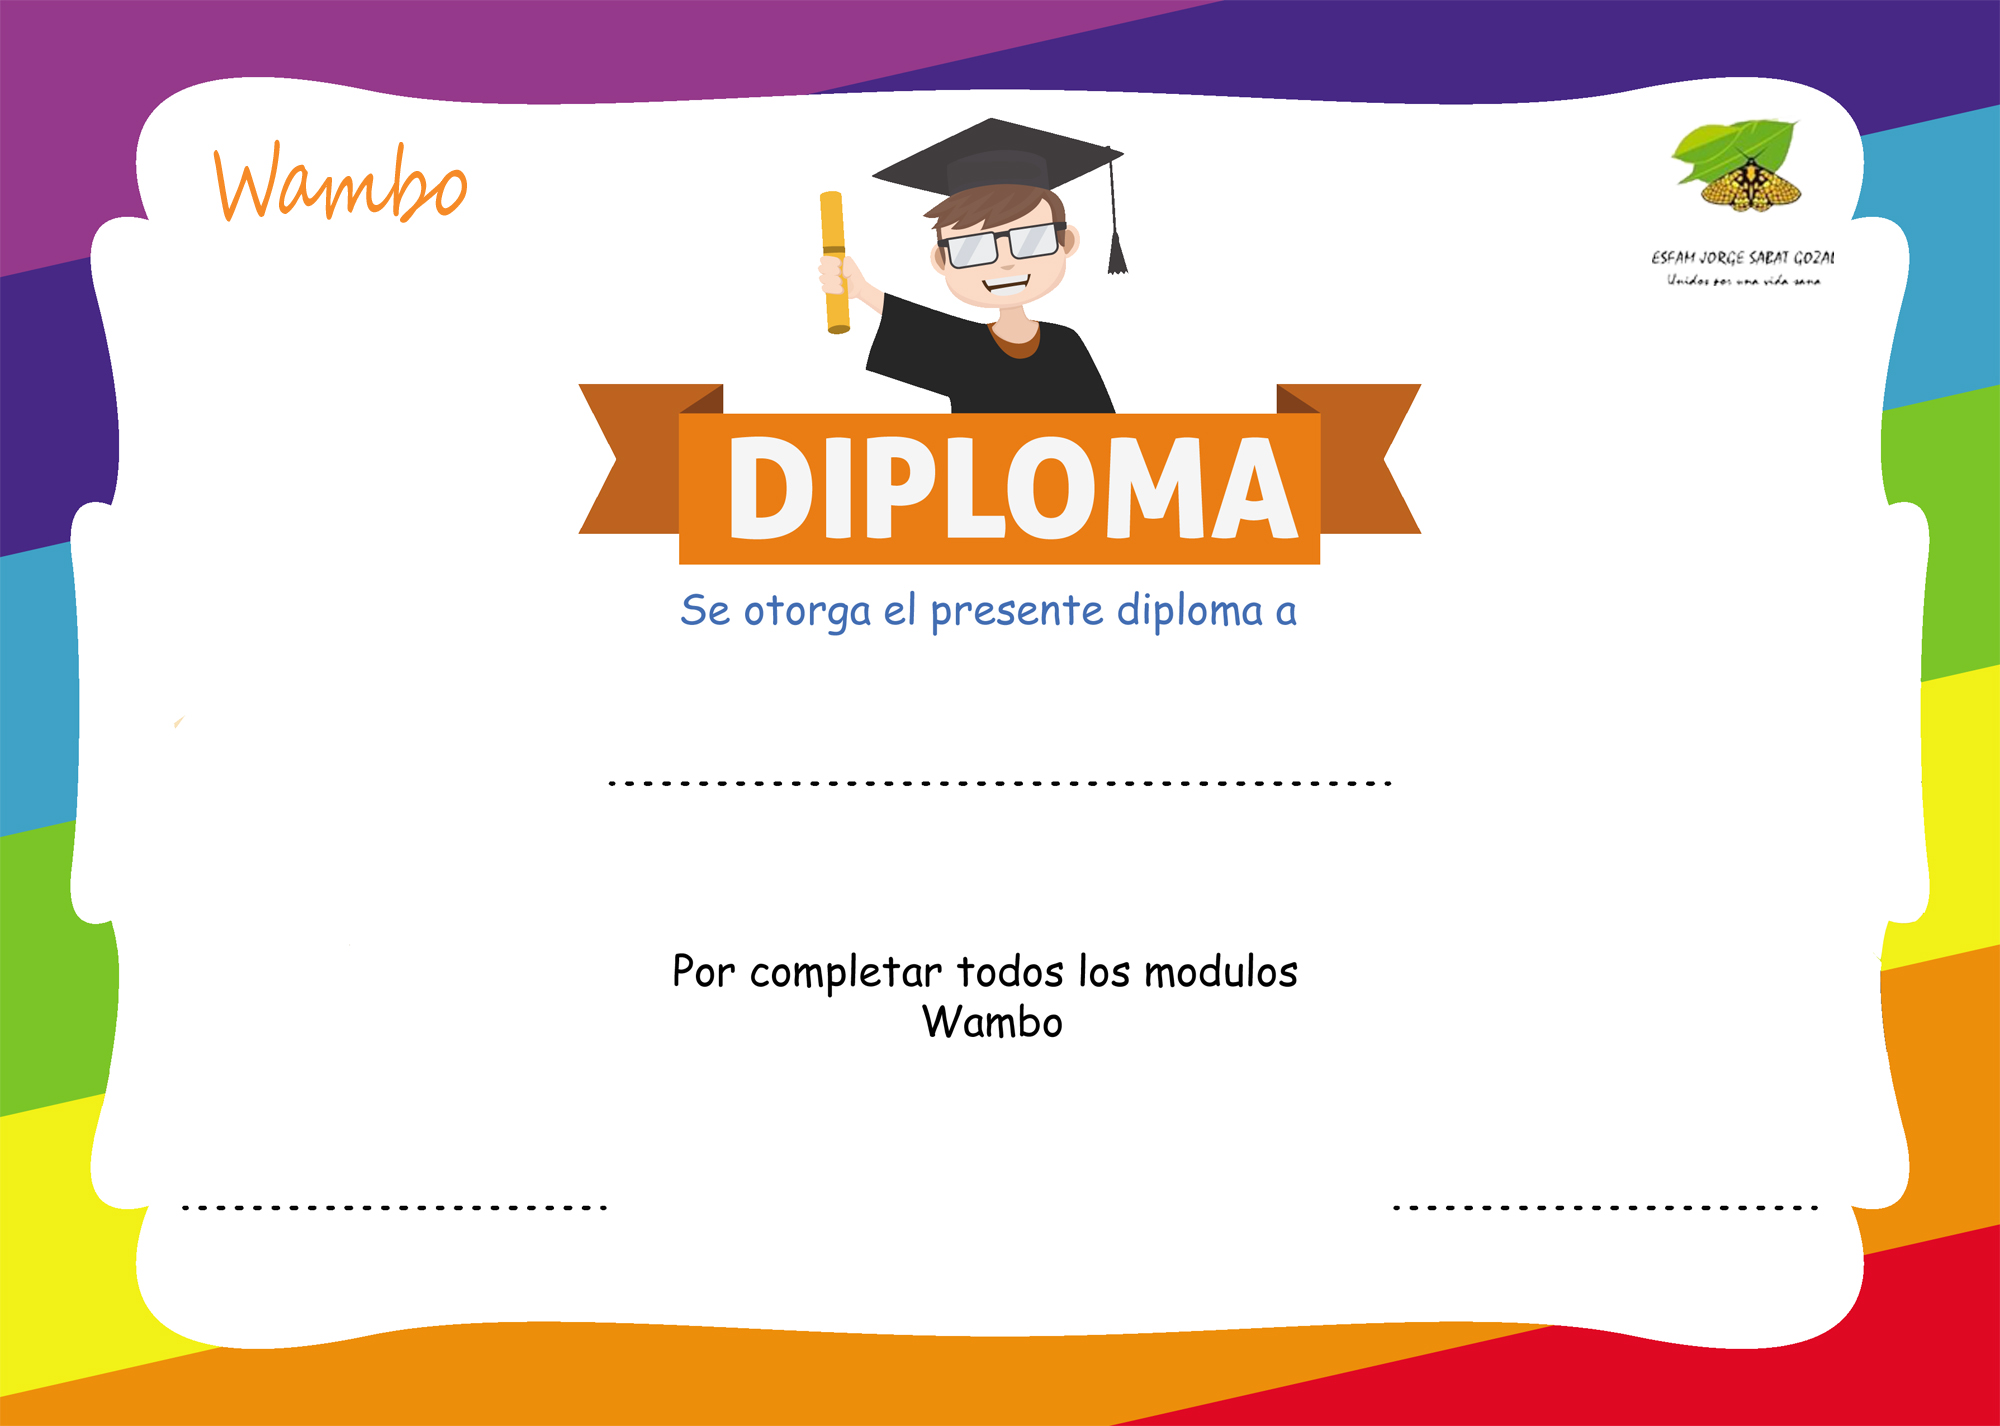 Wambo
ESFAM JORGE SABAT GOZAL
Unidos por una vida sana
DIPLOMA
Se otorga el presente diploma a
Por completar todos los modulos
Wambo